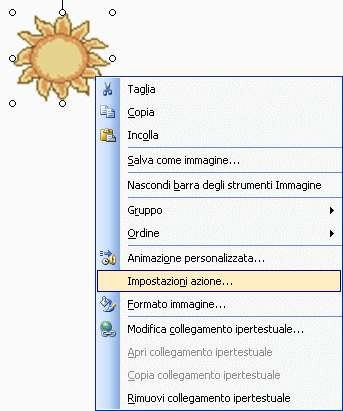 Taglia
Copia
Incolla
Salva come immagine...
Nascondi barra degli strumenti Immagine
Gruppo
Ordine
Animazione personalizzata...
Impostazioni azione...
Formato immagine...
Modifica collegamento ipertestuale...
Apri collegamento ipertestuale
Copia collegamento ipertestuale
Rimuovi collegamento ipertestuale